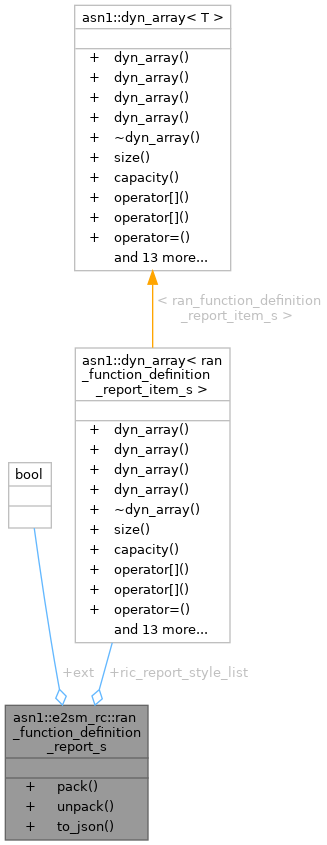 asn1::dyn_array< T >
+ dyn_array()
+ dyn_array()
+ dyn_array()
+ dyn_array()
+ ~dyn_array()
+ size()
+ capacity()
+ operator[]()
+ operator[]()
+ operator=()
and 13 more...
< ran_function_definition
_report_item_s >
asn1::dyn_array< ran
_function_definition
_report_item_s >
+ dyn_array()
+ dyn_array()
+ dyn_array()
+ dyn_array()
+ ~dyn_array()
+ size()
+ capacity()
+ operator[]()
+ operator[]()
+ operator=()
and 13 more...
bool
+ext
+ric_report_style_list
asn1::e2sm_rc::ran
_function_definition
_report_s
+ pack()
+ unpack()
+ to_json()